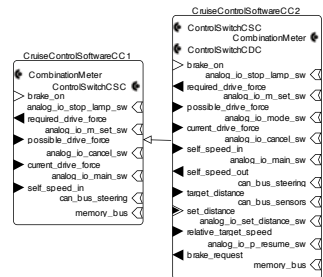 CruiseControlSoftwareCC2
ControlSwitchCSC
CombinationMeter
ControlSwitchCDC
brake_on
analog_io_stop_lamp_sw
required_drive_force
analog_io_m_set_sw
possible_drive_force
analog_io_mode_sw
current_drive_force
analog_io_cancel_sw
self_speed_in
analog_io_main_sw
self_speed_out
can_bus_steering
target_distance
can_bus_sensors
set_distance
analog_io_set_distance_sw
relative_target_speed
analog_io_p_resume_sw
brake_request
memory_bus
CruiseControlSoftwareCC1
CombinationMeter
ControlSwitchCSC
brake_on
analog_io_stop_lamp_sw
required_drive_force
analog_io_m_set_sw
possible_drive_force
analog_io_cancel_sw
current_drive_force
analog_io_main_sw
self_speed_in
can_bus_steering
memory_bus